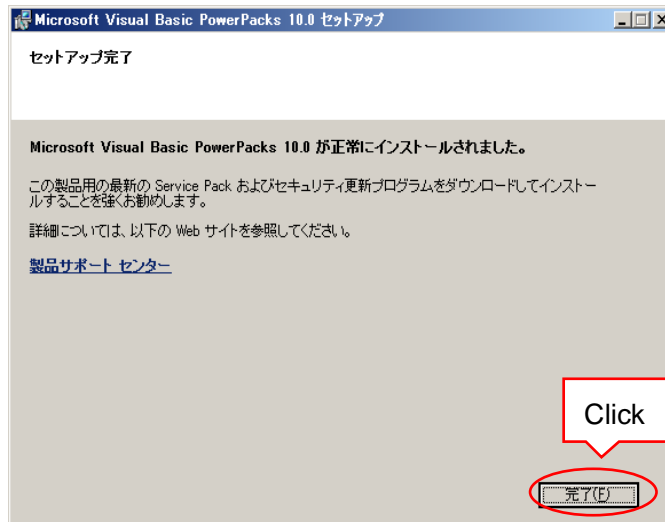 Microsoft Visual Basic PowerPacks 10.0 セットアップ
セットアップ完了
Microsoft Visual Basic PowerPacks 10.0 が正常にインストールされました。
この製品用の最新の Service Pack およびセキュリティ更新プログラムをダウンロードしてインストー
ルすることを強くお勧めします。
詳細については、以下の Web サイトを参照してください。
製品サポート センター
Click
完了(F)